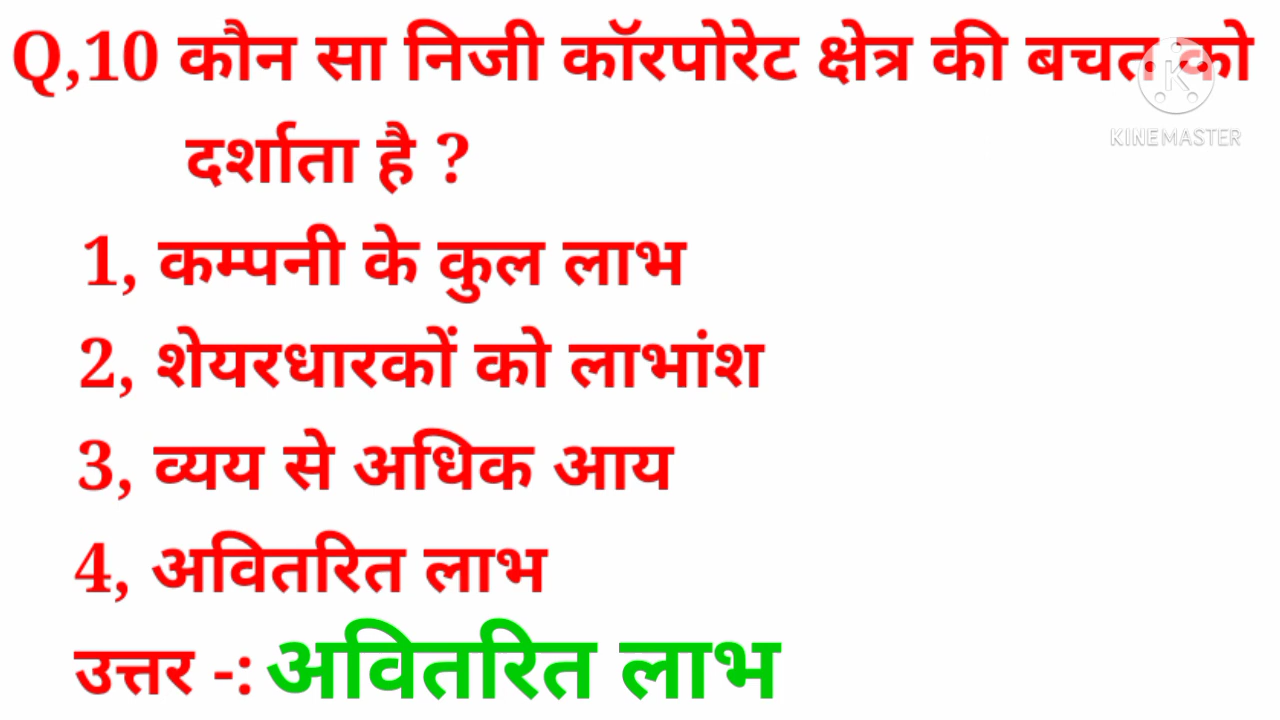 Q,10 कौन सा निजी कॉरपोरेट क्षेत्र की बचत को
दर्शाता है ?
1, कम्पनी के कुल लाभ
2, शेयरधारकों को लाभांश
3, व्यय से अधिक आय
4, अवितरित लाभ
उत्तर -: अवितरित लाभ
K
KINEMASTER